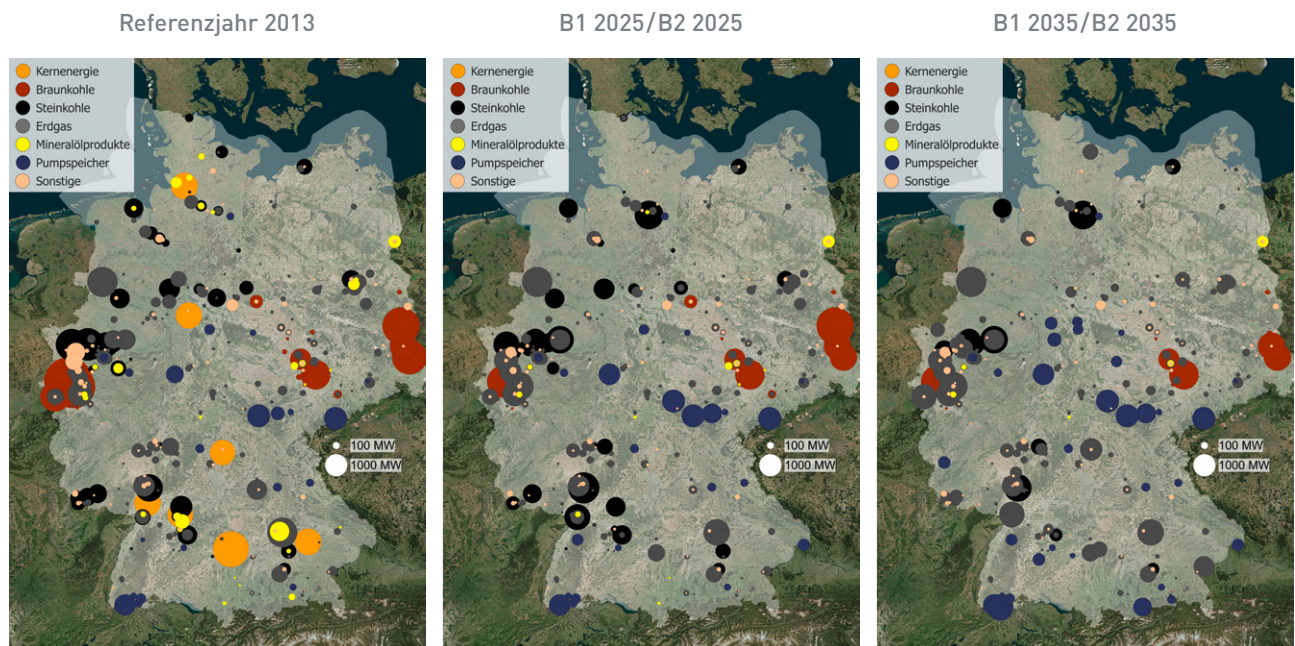 Referenzjahr 2013
B1 2025/B2 2025
B1 2035/B2 2035
Kernenergie
Braunkohle
Steinkohle
Erdgas
Mineralölprodukte
Pumpspeicher
Sonstige
100 MW
1000 MW
Kernenergie
Braunkohle
Steinkohle
Erdgas
Mineralölprodukte
Pumpspeicher
Sonstige
100 MW
1000 MW
Kernenergie
Braunkohle
Steinkohle
Erdgas
Mineralölprodukte
Pumpspeicher
Sonstige
100 MW
1000 MW